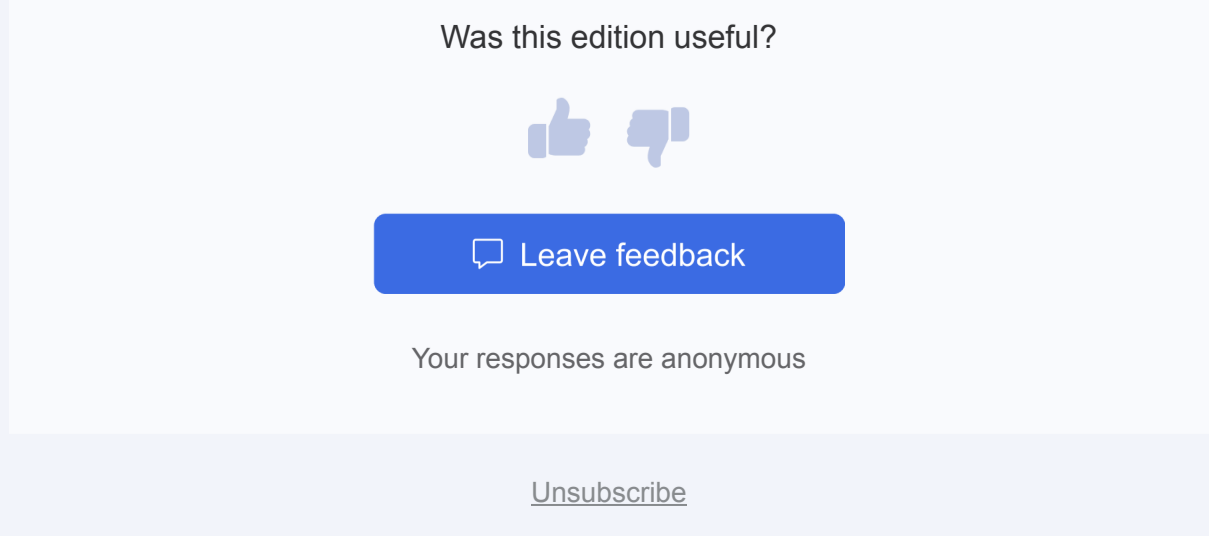 Was this edition useful?
Leave feedback
Your responses are anonymous
Unsubscribe